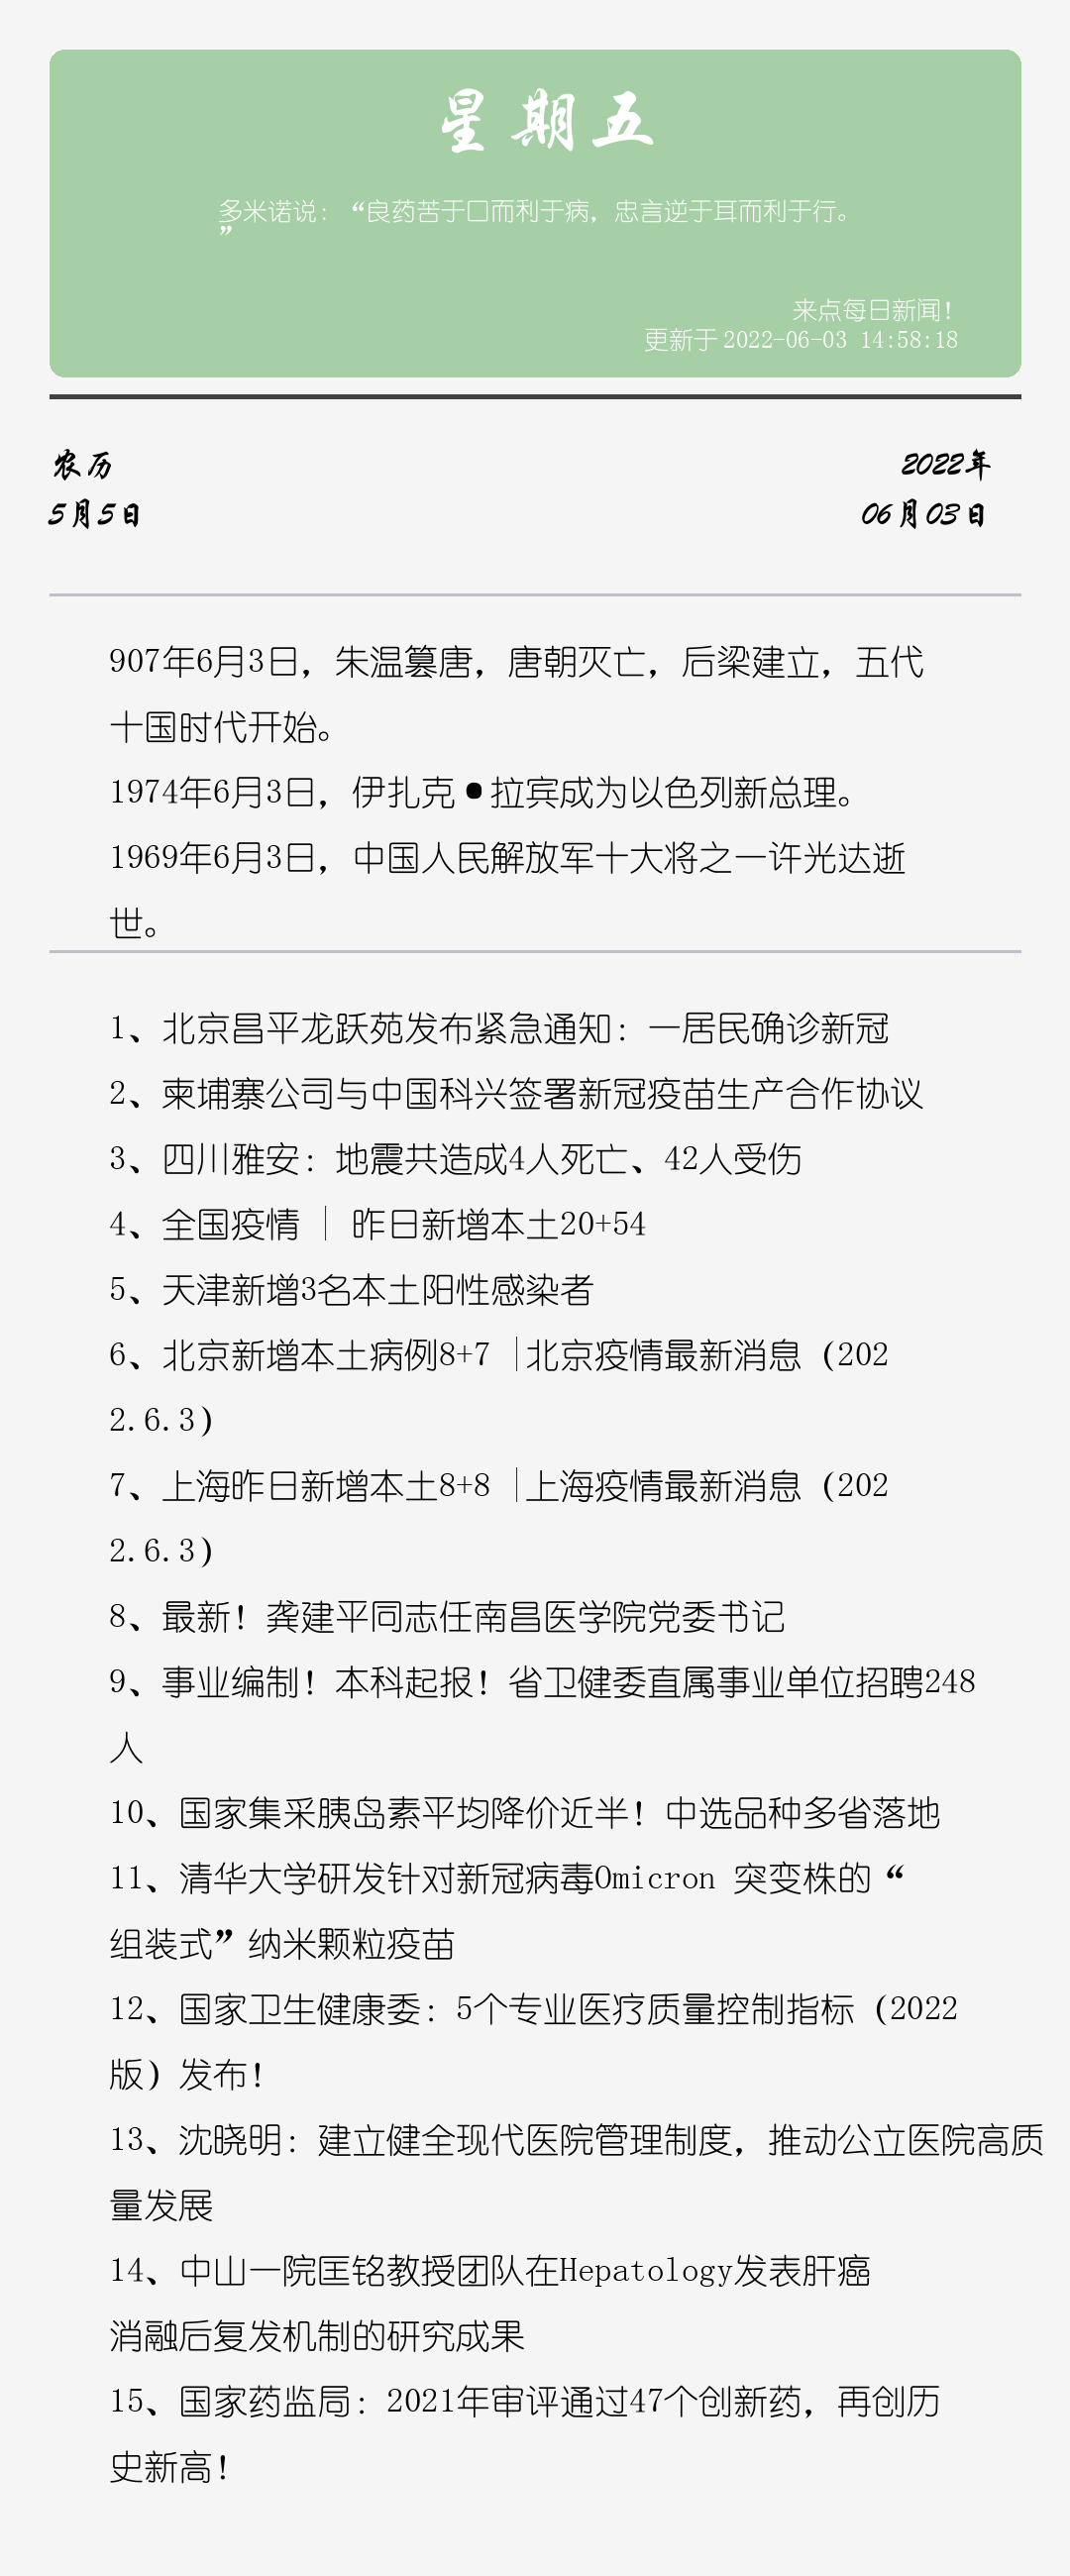 星期五
多米诺说：“良药苦于口而利于病，忠言逆于耳而利于行。
”
来点每日新闻！
更新于 2022-06-03 14:58:18
农历
2022年
5月5日
06月03日
907年6月3日，朱温篡唐，唐朝灭亡，后梁建立，五代
十国时代开始。
1974年6月3日，伊扎克•拉宾成为以色列新总理。
1969年6月3日，中国人民解放军十大将之一许光达逝
世。
1、北京昌平龙跃苑发布紧急通知：一居民确诊新冠
2、柬埔寨公司与中国科兴签署新冠疫苗生产合作协议
3、四川雅安：地震共造成4人死亡、42人受伤
4、全国疫情 | 昨日新增本土20+54
5、天津新增3名本土阳性感染者
6、北京新增本土病例8+7 |北京疫情最新消息（202
2.6.3）
7、上海昨日新增本土8+8 |上海疫情最新消息（202
2.6.3）
8、最新！龚建平同志任南昌医学院党委书记
9、事业编制！本科起报！省卫健委直属事业单位招聘248
人
10、国家集采胰岛素平均降价近半！中选品种多省落地
11、清华大学研发针对新冠病毒Omicron 突变株的“
组装式”纳米颗粒疫苗
12、国家卫生健康委：5个专业医疗质量控制指标（2022
版）发布！
13、沈晓明：建立健全现代医院管理制度，推动公立医院高质
量发展
14、中山一院匡铭教授团队在Hepatology发表肝癌
消融后复发机制的研究成果
15、国家药监局：2021年审评通过47个创新药，再创历
史新高！